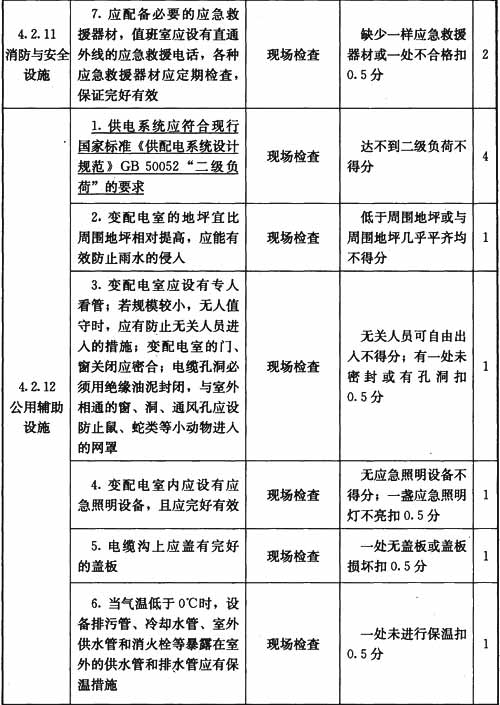 4.2.11
消防与安全
设施
7. 应配备必要的应急救
援器材，值班室应设有直通
外线的应急救援电话，各种
应急救援器材应定期检查，
保证完好有效
现场检查
缺少一样应急救援
器材或一处不合格扣
0.5分
2
4.2.12
公用辅助
设施
1. 供电系统应符合现行
国家标准《供配电系统设计
规范》GB 50052“二级负
荷”的要求
现场检查
达不到二级负荷不
得分
4
2. 变配电室的地坪宜比
周围地坪相对提高，应能有
效防止雨水的侵入
现场检查
低于周围地坪或与
周围地坪几乎平齐均
不得分
1
3. 变配电室应设有专人
看管；若规模较小，无人值
守时，应有防止无关人员进
入的措施；变配电室的门、
窗关闭应密合；电缆孔洞必
须用绝缘油泥封闭，与室外
相通的窗、洞、通风孔应设
防止鼠、蛇类等小动物进入
的网罩
现场检查
无关人员可自由出
入不得分；有一处未
密封或有孔洞扣
0.5分
1
4. 变配电室内应设有应
急照明设备，且应完好有效
现场检查
无应急照明设备不
得分；一盏应急照明
灯不亮扣0.5分
1
5. 电缆沟上应盖有完好
的盖板
现场检查
一处无盖板或盖板
损坏扣0.5分
1
6. 当气温低于0℃时，设
备排污管、冷却水管、室外
供水管和消火栓等暴露在室
外的供水管和排水管应有保
温措施
现场检查
一处未进行保温扣
0.5分
1